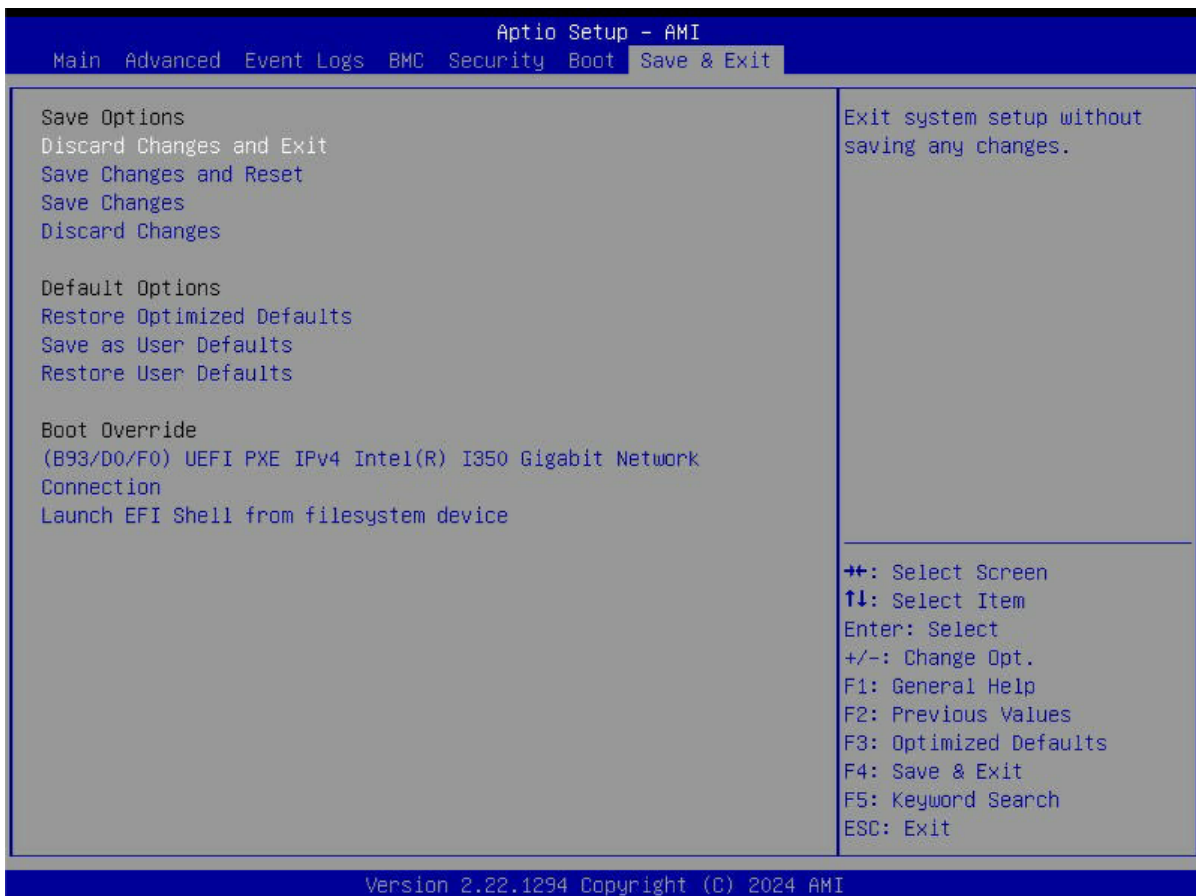 Aptio Setup – AMI
Main Advanced Event Logs BMC Security Boot Save & Exit
Save Options
Discard Changes and Exit
Save Changes and Reset
Save Changes
Discard Changes
Default Options
Restore Optimized Defaults
Save as User Defaults
Restore User Defaults
Boot Override
(B93/D0/F0) UEFI PXE IPv4 Intel(R) I350 Gigabit Network
Connection
Launch EFI Shell from filesystem device
Exit system setup without
saving any changes.
→←: Select Screen
↑↓: Select Item
Enter: Select
+/-: Change Opt.
F1: General Help
F2: Previous Values
F3: Optimized Defaults
F4: Save & Exit
F5: Keyword Search
ESC: Exit
Version 2.22.1294 Copyright (C) 2024 AMI